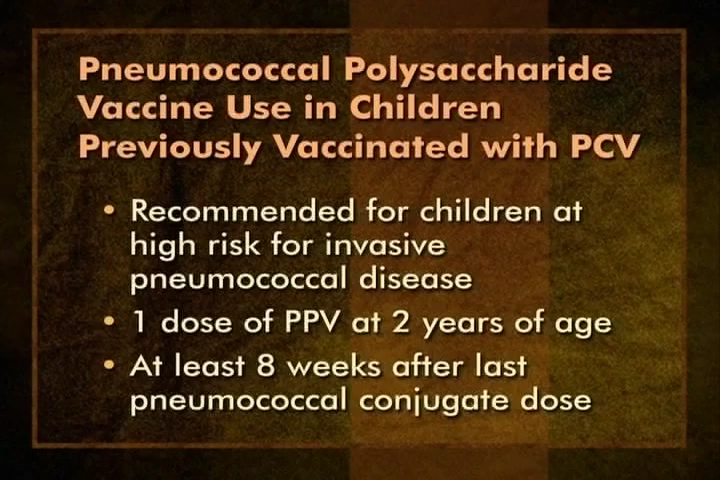 Pneumococcal Polysaccharide
Vaccine Use in Children
Previously Vaccinated with PCV
• Recommended for children at
high risk for invasive
pneumococcal disease
• 1 dose of PPV at 2 years of age
• At least 8 weeks after last
pneumococcal conjugate dose